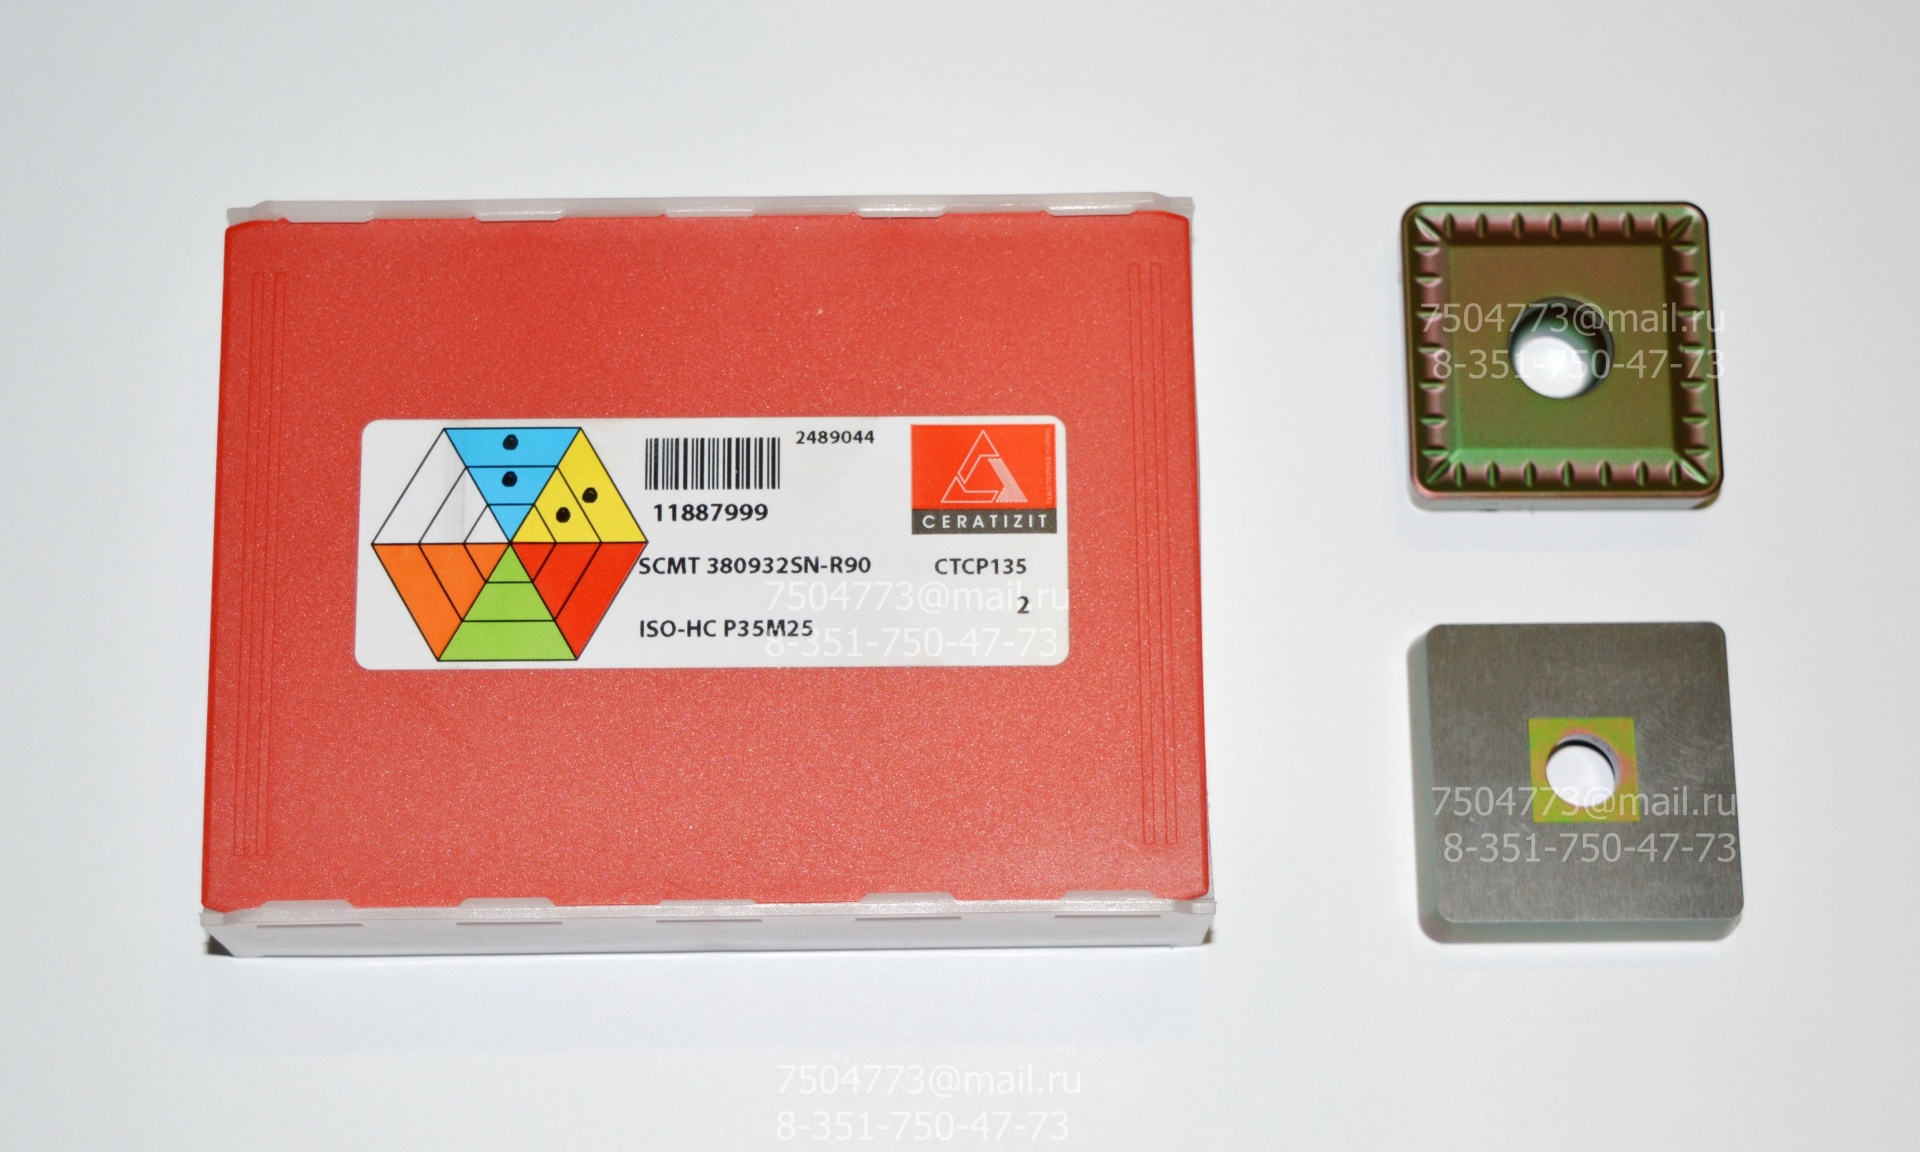 2489044
11887999
CERATIZIT
SCMT 380932SN-R90
CTCP135
2
ISO-HC P35M25
7504773@mail.ru
8-351-750-47-73
7504773@mail.ru
8-351-750-47-73
7504773@mail.ru
8-351-750-47-73
7504773@mail.ru
8-351-750-47-73